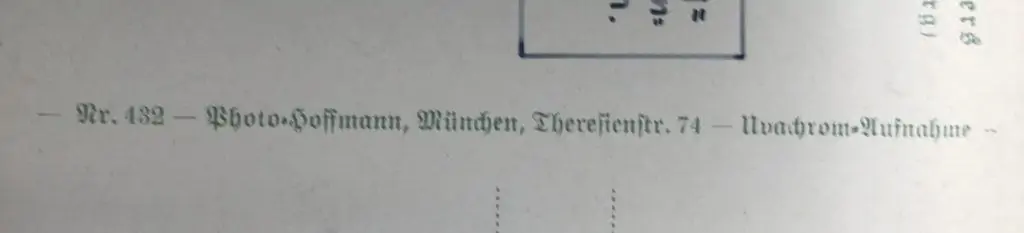 — Nr. 432 — Photo-Hoffmann, München, Theresienstr. 74 — Uvachrom-Aufnahme —